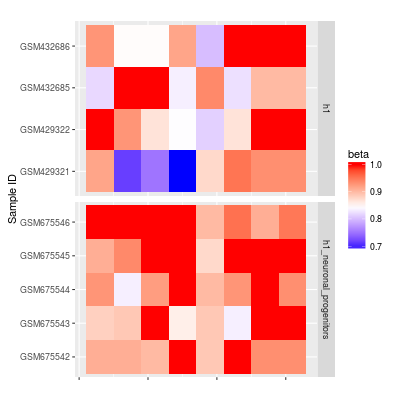 Sample ID
GSM432686
GSM432685
GSM429322
GSM429321
h1
GSM675546
GSM675545
GSM675544
GSM675543
GSM675542
h1_neuronal_progenitors
beta
1.0
0.9
0.8
0.7